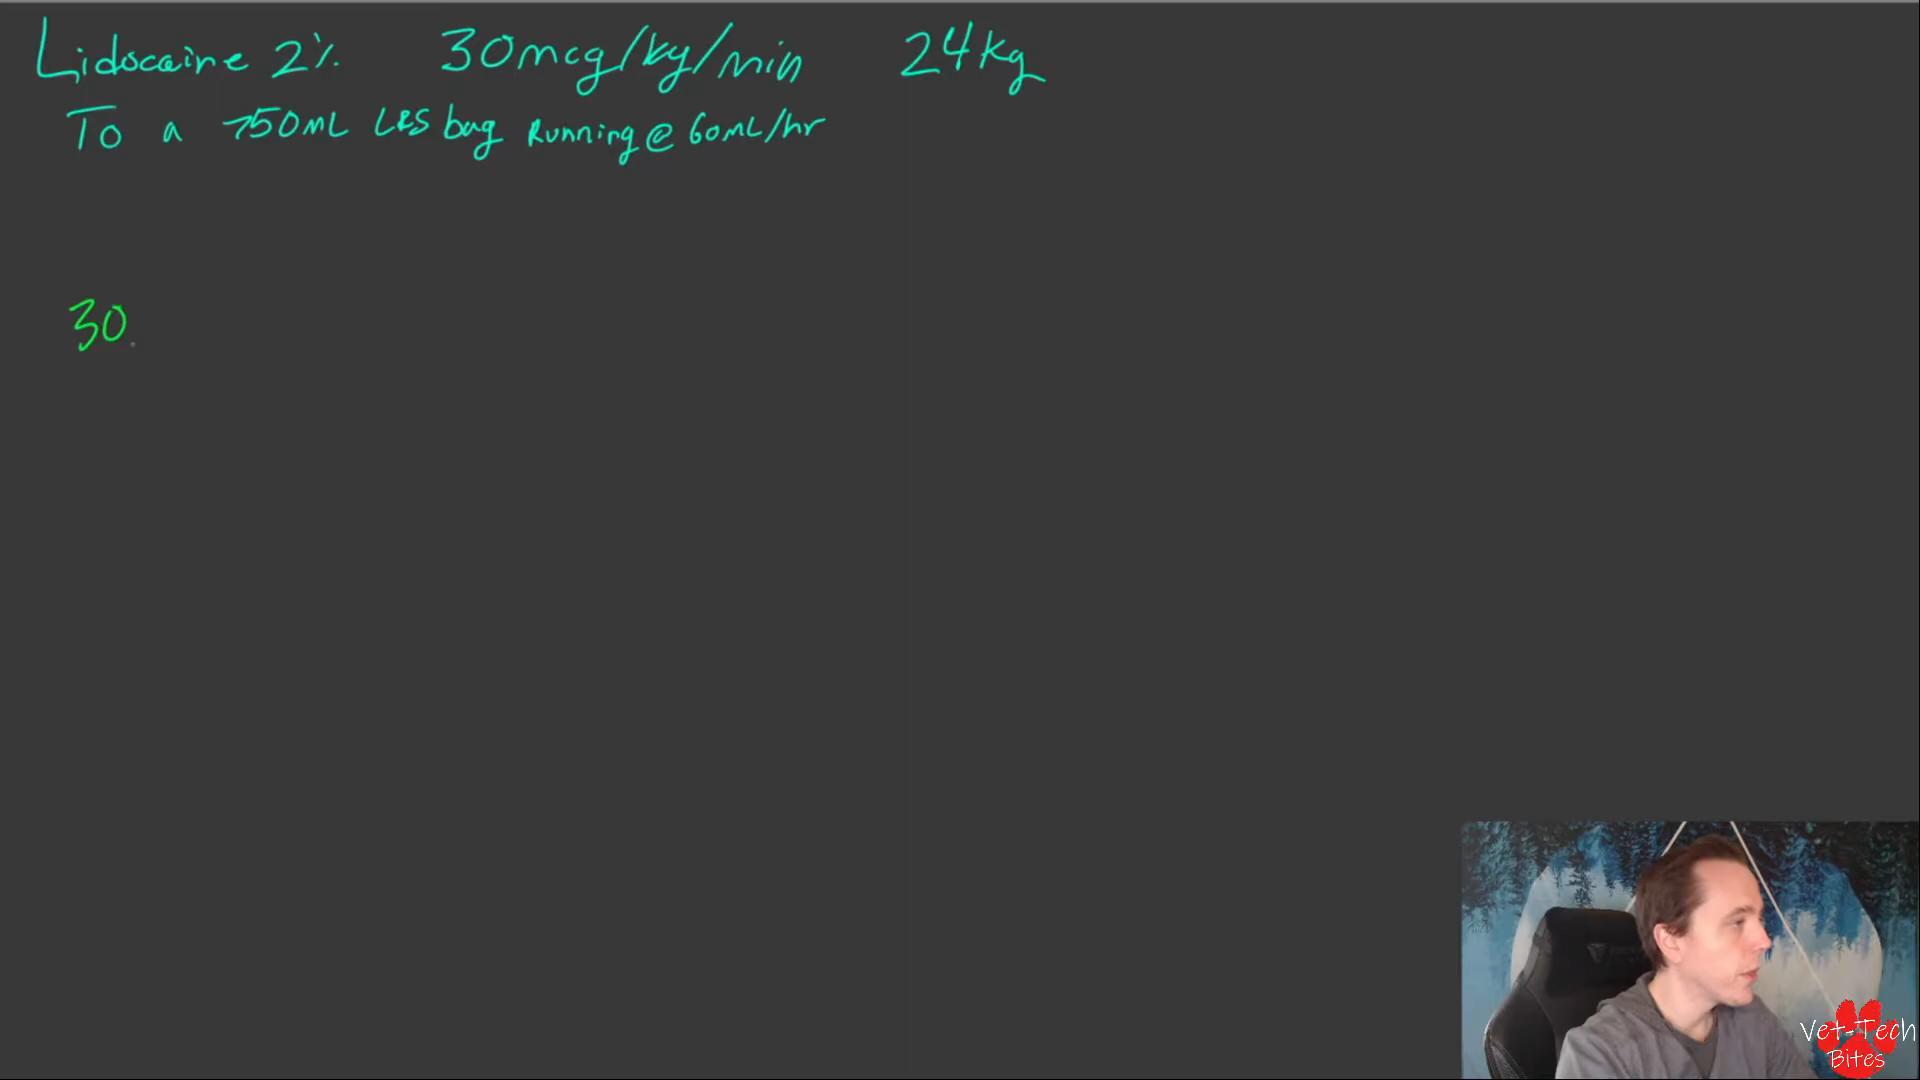 Lidocaine 2% 30mcg/kg/min 24kg
To a 750mL LRS bag Running @ 60mL/hr
30
Vet-Tech
Bites